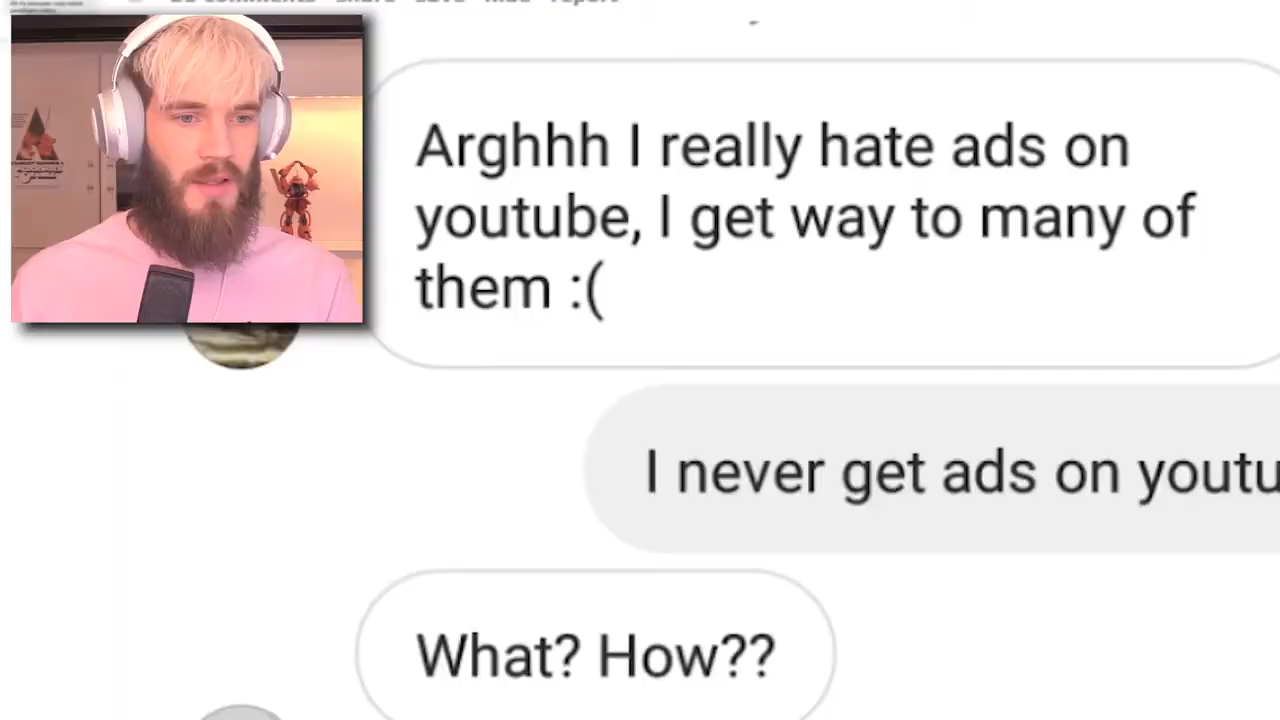 Arghhh I really hate ads on
youtube, I get way to many of
them :(
I never get ads on youtu
What? How??